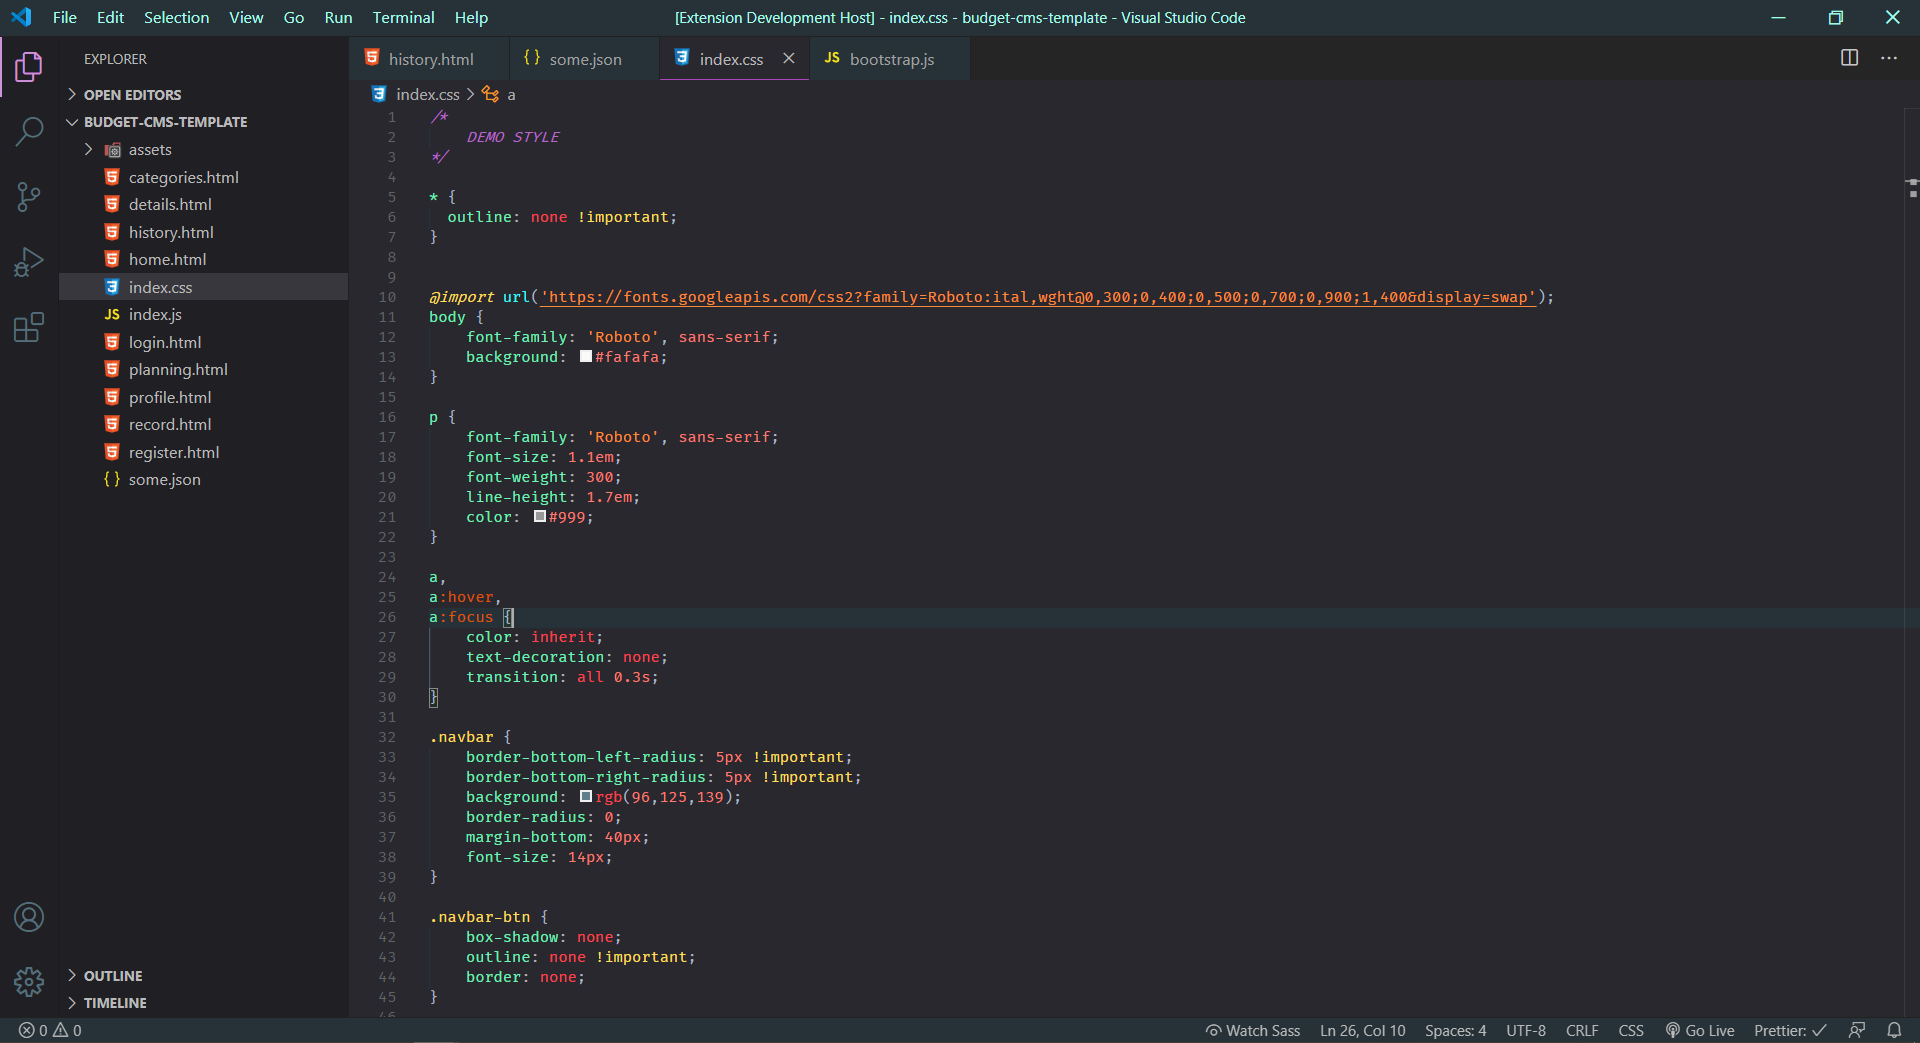 File Edit Selection View Go Run Terminal Help
[Extension Development Host] - index.css - budget-cms-template - Visual Studio Code
EXPLORER
OPEN EDITORS
BUDGET-CMS-TEMPLATE
assets
categories.html
details.html
history.html
home.html
index.css
JS index.js
login.html
planning.html
profile.html
record.html
register.html
{} some.json
OUTLINE
TIMELINE
history.html {} some.json index.css JS bootstrap.js
index.css > a
1 /*
2     DEMO STYLE
3 */
4
5 * {
6   outline: none !important;
7 }
8
9
10 @import url('https://fonts.googleapis.com/css2?family=Roboto:ital,wght@0,300;0,400;0,500;0,700;0,900;1,400&display=swap');
11 body {
12     font-family: 'Roboto', sans-serif;
13     background: #fafafa;
14 }
15
16 p {
17     font-family: 'Roboto', sans-serif;
18     font-size: 1.1em;
19     font-weight: 300;
20     line-height: 1.7em;
21     color: #999;
22 }
23
24 a,
25 a:hover,
26 a:focus {
27     color: inherit;
28     text-decoration: none;
29     transition: all 0.3s;
30 }
31
32 .navbar {
33     border-bottom-left-radius: 5px !important;
34     border-bottom-right-radius: 5px !important;
35     background: rgb(96,125,139);
36     border-radius: 0;
37     margin-bottom: 40px;
38     font-size: 14px;
39 }
40
41 .navbar-btn {
42     box-shadow: none;
43     outline: none !important;
44     border: none;
45 }
46
0 0 Watch Sass Ln 26, Col 10 Spaces: 4 UTF-8 CRLF CSS Go Live Prettier: ✓